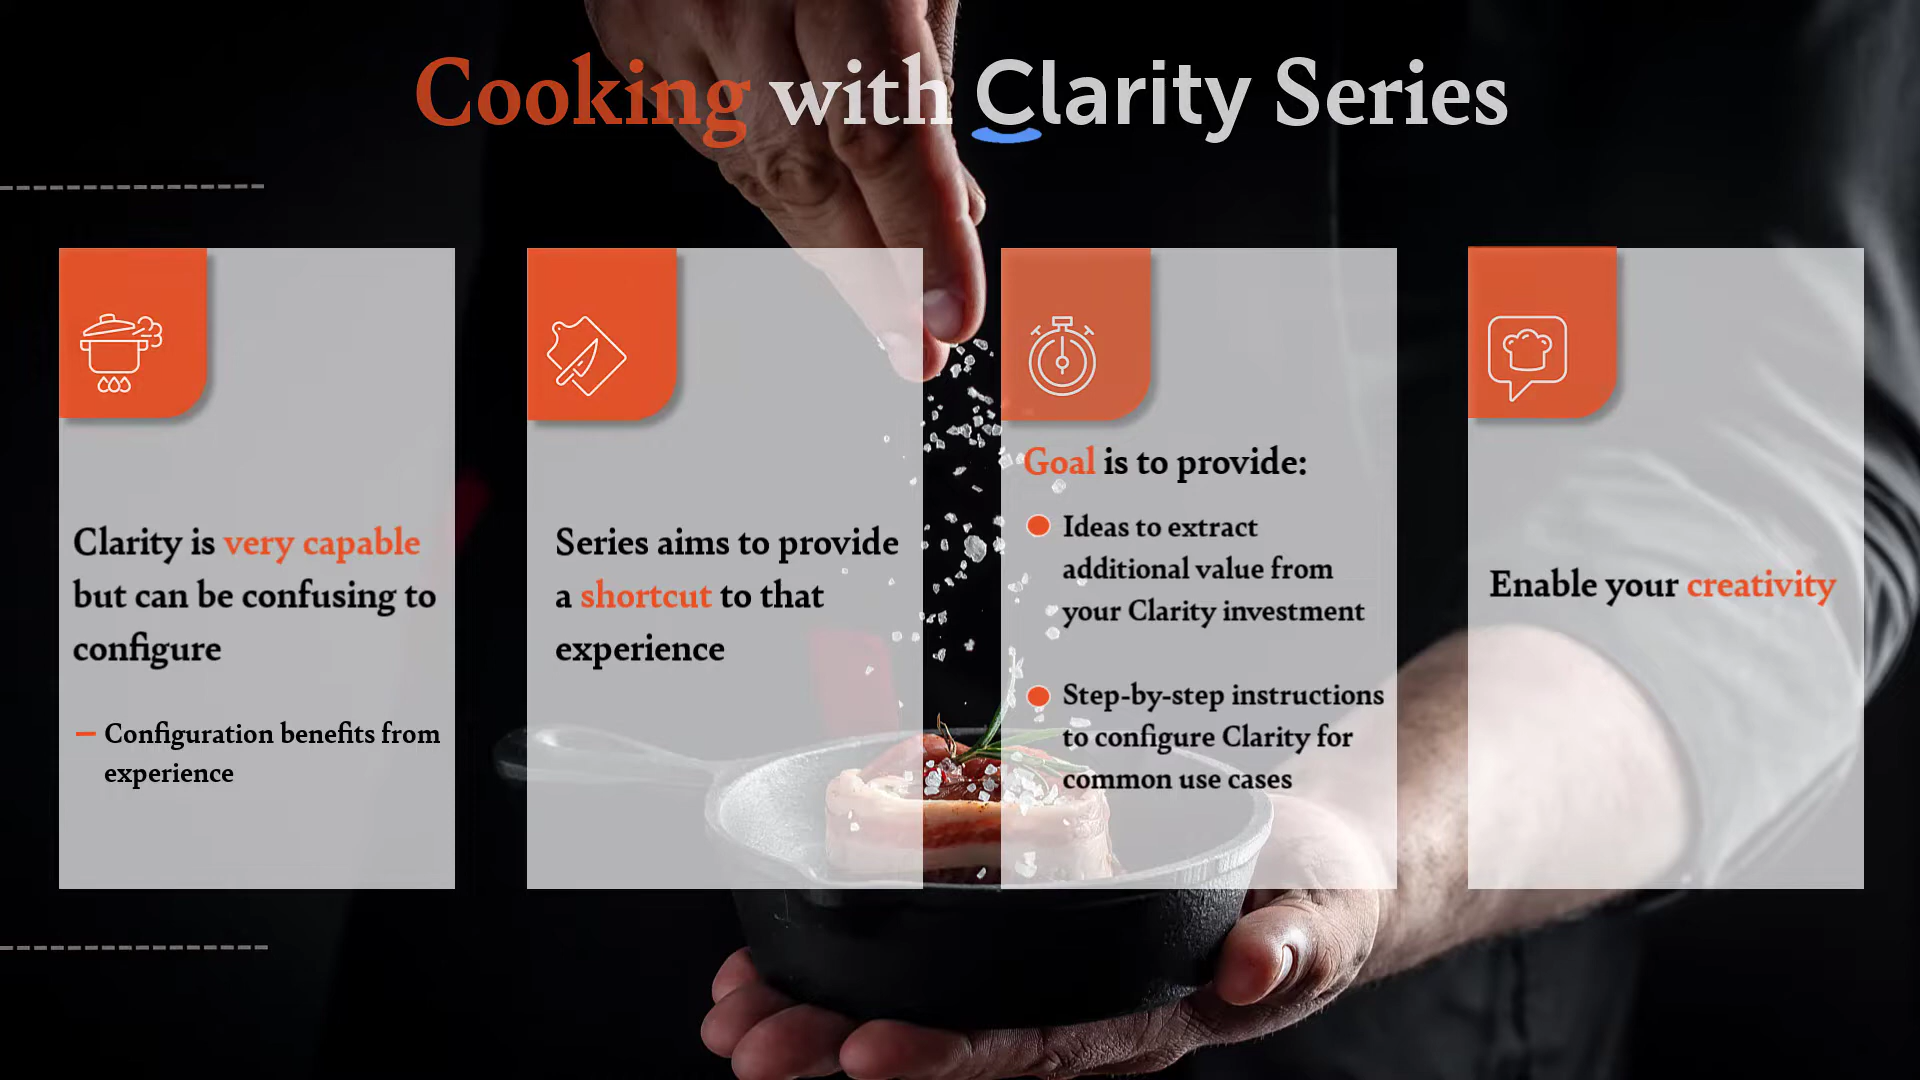 Cooking with Clarity Series
Clarity is very capable
but can be confusing to
configure
Configuration benefits from
experience
Series aims to provide
a shortcut to that
experience
Goal is to provide:
Ideas to extract
additional value from
your Clarity investment
Step-by-step instructions
to configure Clarity for
common use cases
Enable your creativity